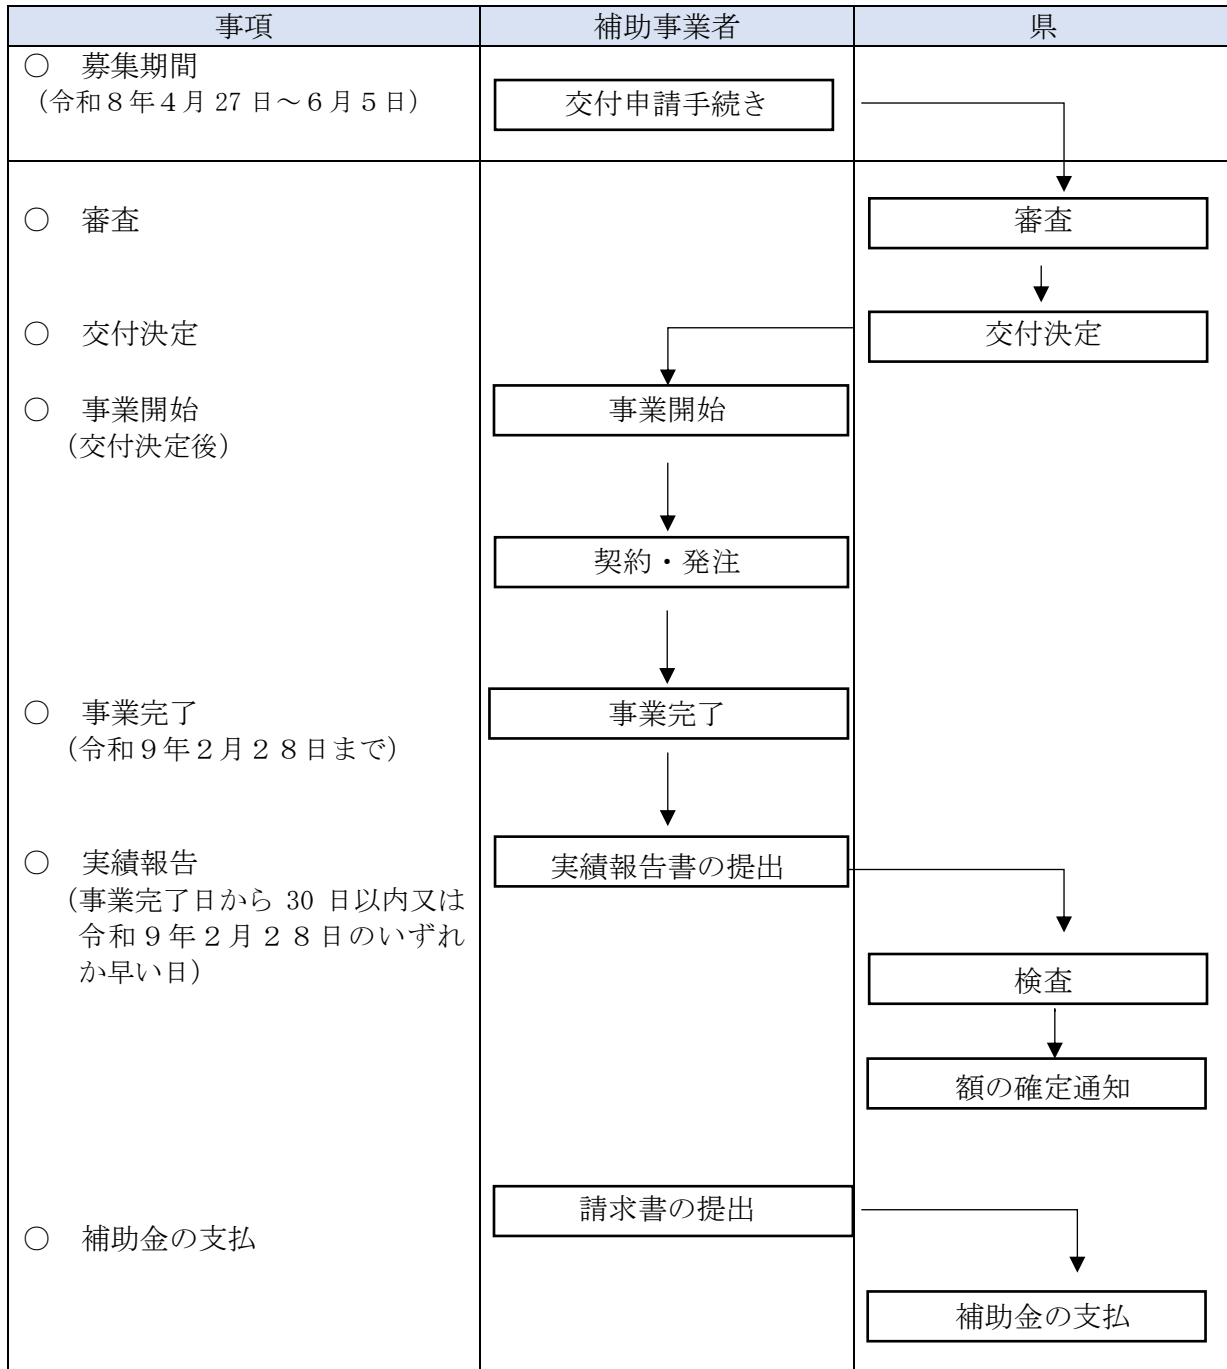 事項 補助事業者 県
○ 募集期間
（令和８年４月 27 日～６月５日）
交付申請手続き
○ 審査
審査
○ 交付決定
交付決定
○ 事業開始
（交付決定後）
事業開始
契約・発注
○ 事業完了
（令和９年２月２８日まで）
事業完了
○ 実績報告
（事業完了日から 30 日以内又は
令和９年２月２８日のいずれ
か早い日）
実績報告書の提出
検査
額の確定通知
請求書の提出
○ 補助金の支払
補助金の支払